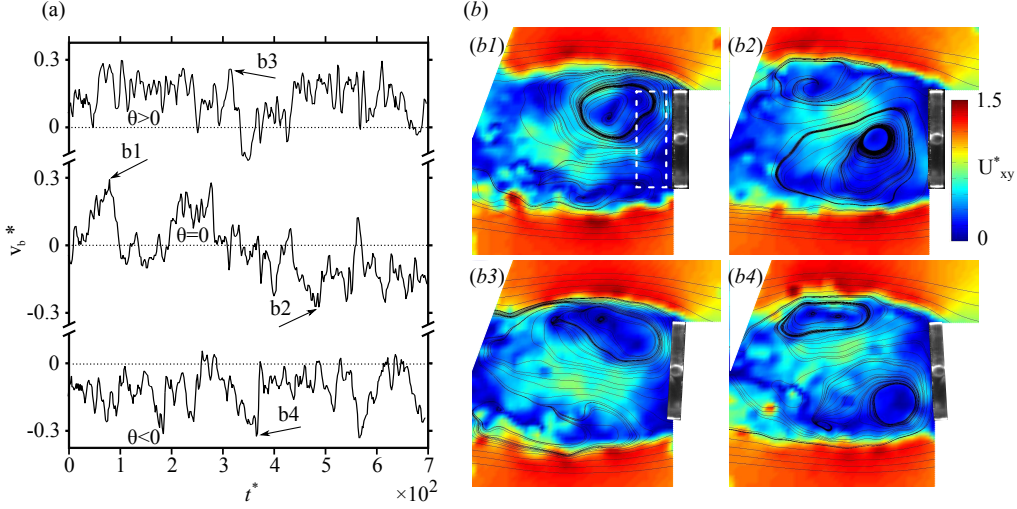 (a)
0.3
b3
θ>0
0
b1
0.3
v_b*
θ=0
0
b2
-0.3
0
b4
-0.3
θ<0
0 1 2 3 4 5 6 7
t* ×10²
(b)
(b1)
(b2)
1.5
U*_xy
0
(b3)
(b4)